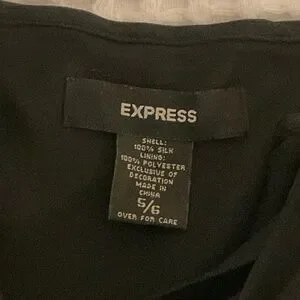 EXPRESS
SHELL:
100% SILK
LINING:
100% POLYESTER
EXCLUSIVE OF
DECORATION
MADE IN
CHINA
5/6
OVER FOR CARE